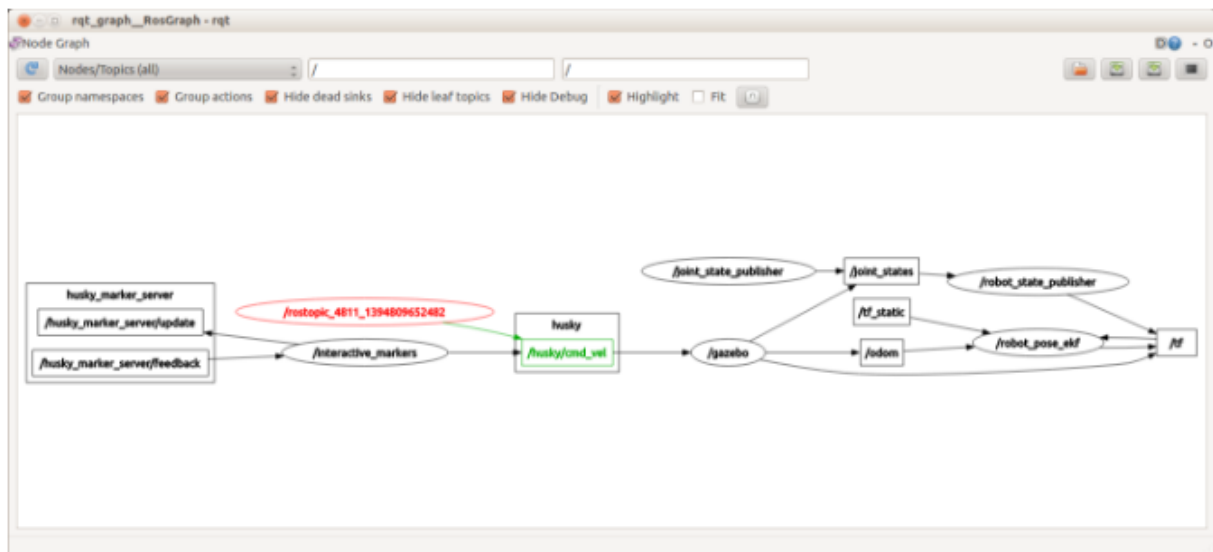 rqt_graph__RosGraph - rqt
Node Graph
D
- O
Nodes/Topics (all)
/
/
Group namespaces
Group actions
Hide dead sinks
Hide leaf topics
Hide Debug
Highlight
Fit
/joint_state_publisher
/joint_states
/robot_state_publisher
husky_marker_server
/husky_marker_server/update
/husky_marker_server/feedback
/rostopic_4811_1394809652482
/interactive_markers
husky
/husky/cmd_vel
/gazebo
/tf_static
/odom
/robot_pose_ekf
/tf